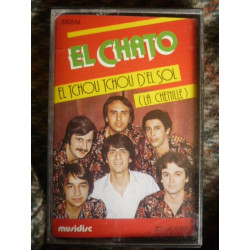 EL CHATO
EL TCHOU TCHOU D'EL SOL
(LA CHENILLE)
musidisc